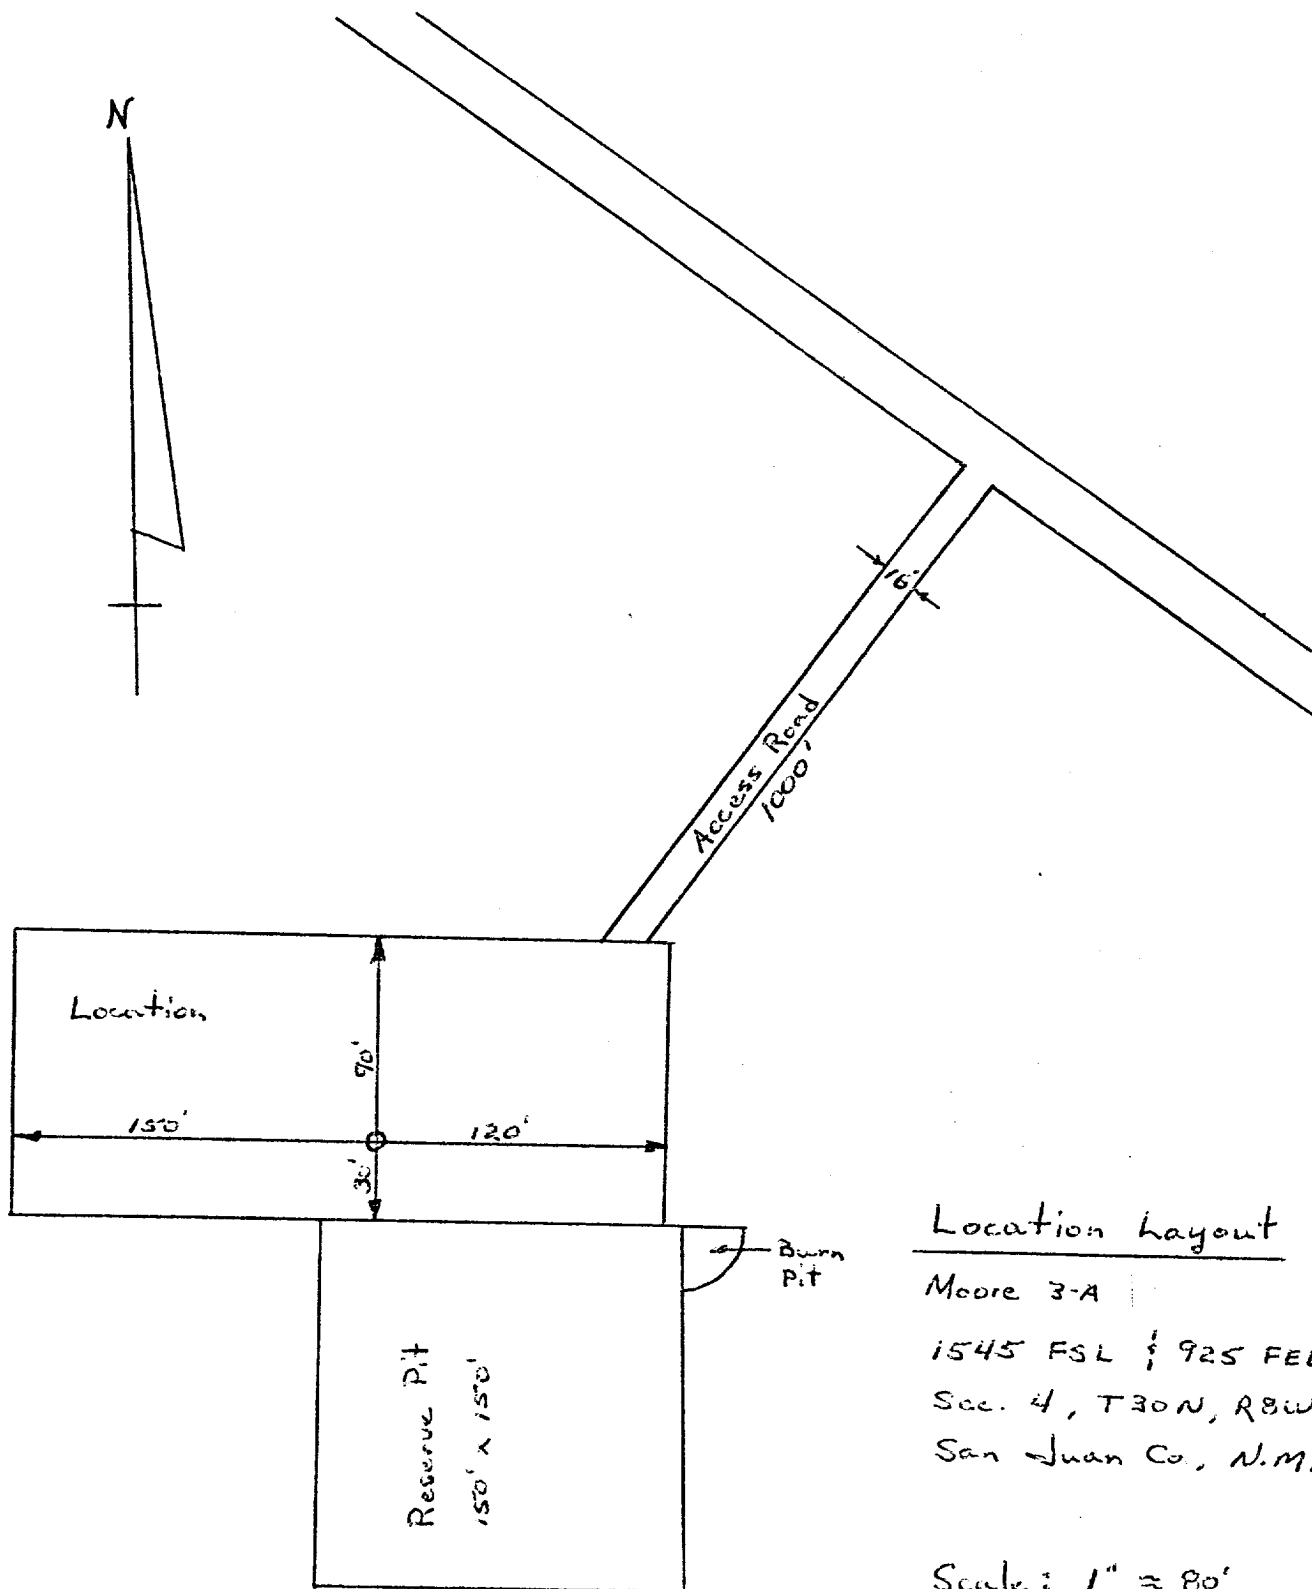 N
16'
Access Road
1000'
Location
90'
150'
120'
30'
Burn
Pit
Reserve Pit
150' x 150'
Location Layout
Moore 3-A
1545 FSL & 925 FEL
Sec. 4, T30N, R8W
San Juan Co., N.M.
Scale: 1" ≈ 80'